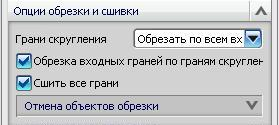 Опции обрезки и сшивки
Грани скругления Обрезать по всем вх
Обрезка входных граней по граням скруглен
Сшить все грани
Отмена объектов обрезки